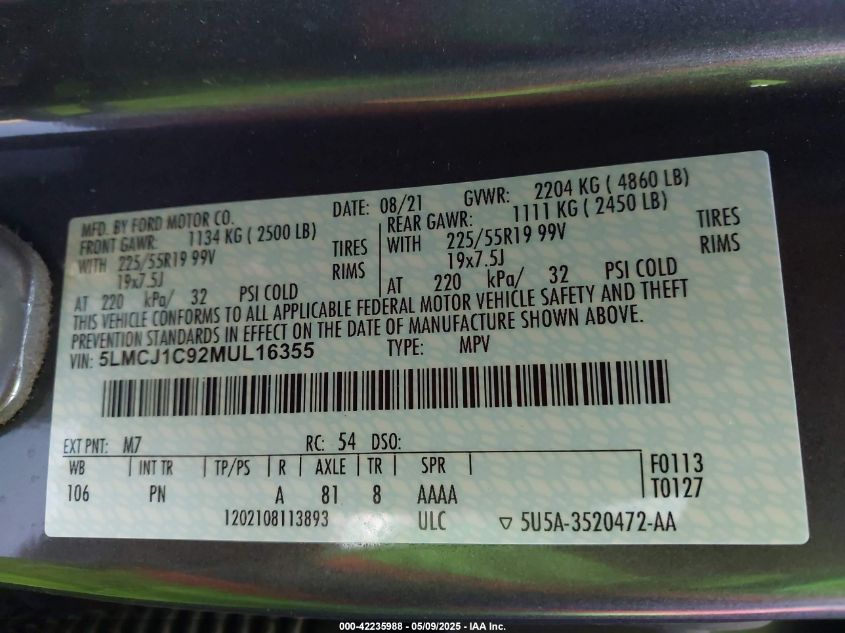 MFD. BY FORD MOTOR CO. DATE: 08/21 GVWR: 2204 KG ( 4860 LB)
FRONT GAWR: 1134 KG ( 2500 LB) REAR GAWR: 1111 KG ( 2450 LB)
WITH 225/55R19 99V TIRES WITH 225/55R19 99V TIRES
19x7.5J RIMS 19x7.5J RIMS
AT 220 kPa/ 32 PSI COLD AT 220 kPa/ 32 PSI COLD
THIS VEHICLE CONFORMS TO ALL APPLICABLE FEDERAL MOTOR VEHICLE SAFETY AND THEFT
PREVENTION STANDARDS IN EFFECT ON THE DATE OF MANUFACTURE SHOWN ABOVE.
VIN: 5LMCJ1C92MUL16355 TYPE: MPV
EXT PNT: M7 RC: 54 DSO:
WB INT TR TP/PS R AXLE TR SPR F0113
106 PN A 81 8 AAAA T0127
1202108113893 ULC ▽ 5U5A-3520472-AA
000-42235988 - 05/09/2025 - IAA Inc.